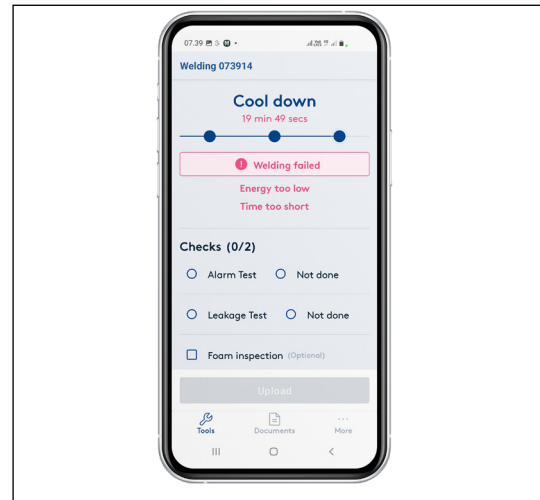 07.39
Welding 073914
Cool down
19 min 49 secs
! Welding failed
Energy too low
Time too short
Checks (0/2)
Alarm Test Not done
Leakage Test Not done
Foam inspection (Optional)
Upload
Tools Documents More